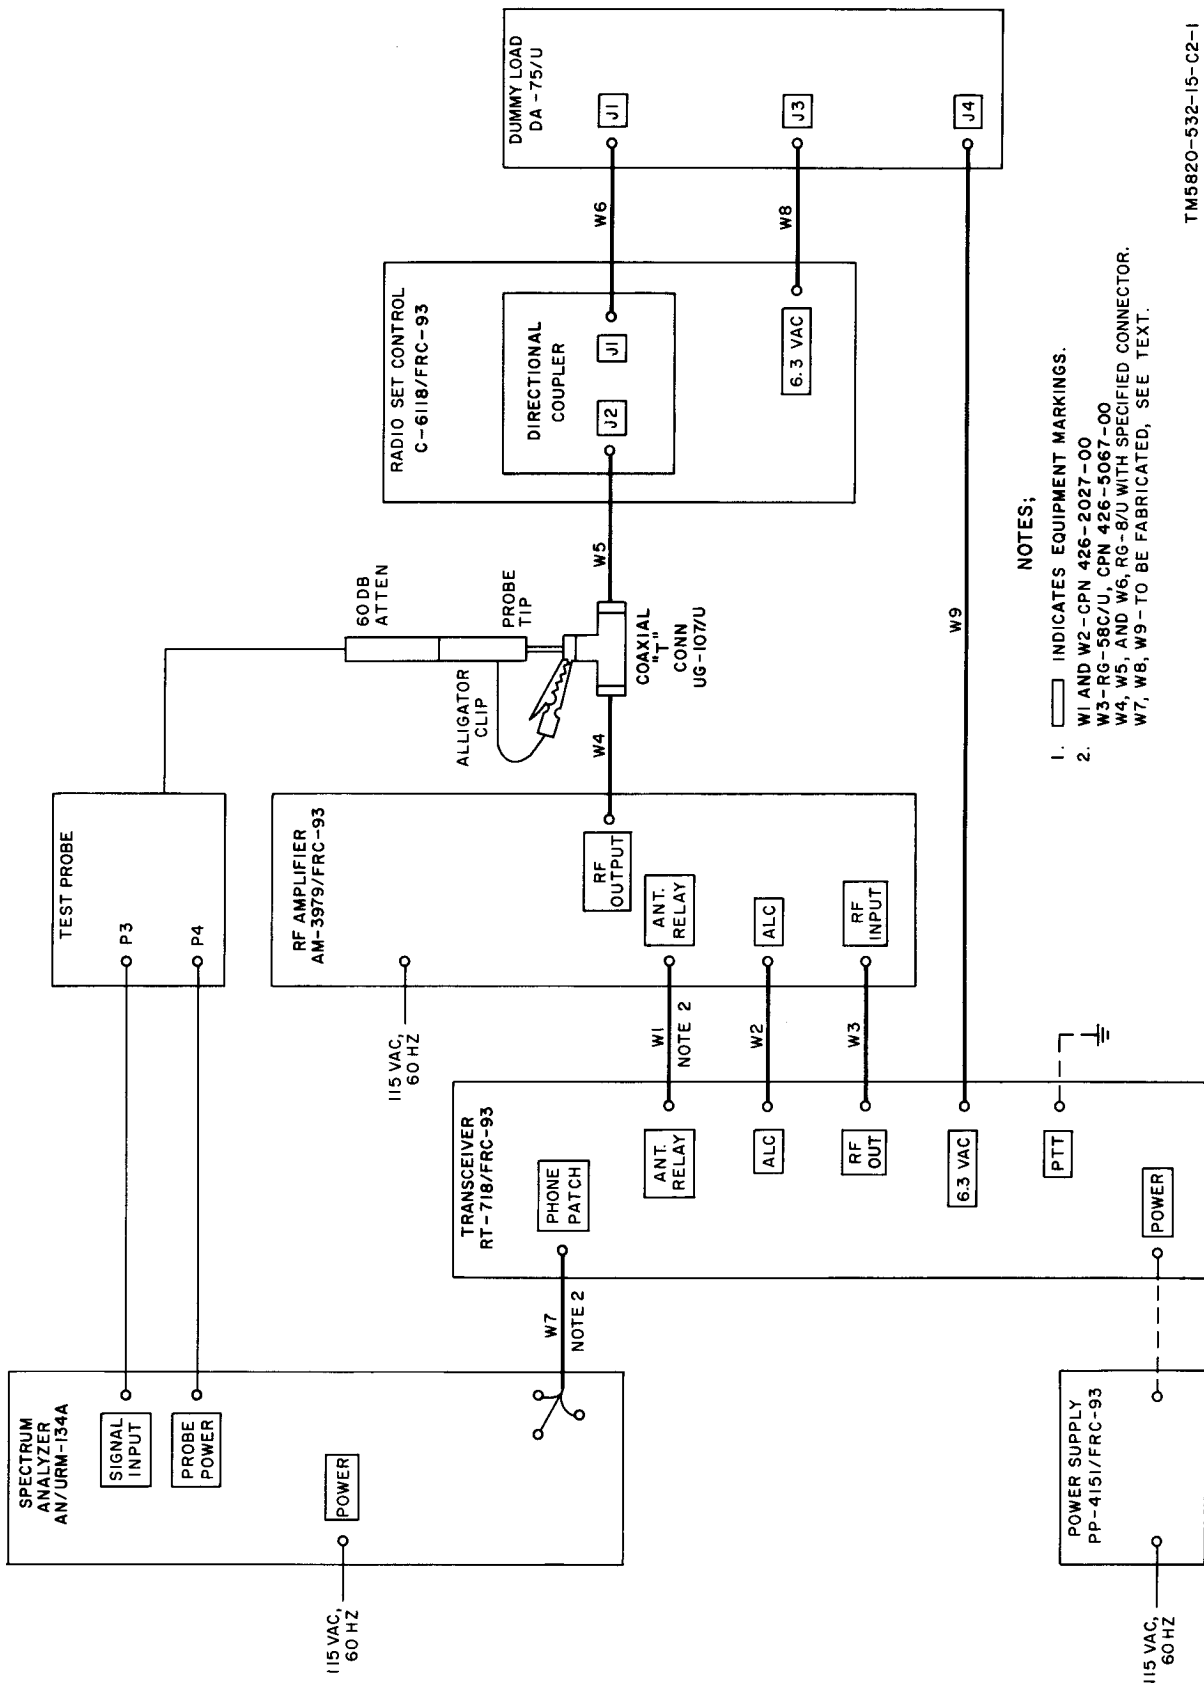 SPECTRUM
ANALYZER
AN/URM-134A
SIGNAL
INPUT
PROBE
POWER
POWER
115 VAC,
60 HZ
TEST PROBE
P3
P4
60 DB
ATTEN
PROBE
TIP
ALLIGATOR
CLIP
COAXIAL
"T"
CONN
UG-107/U
W4
W5
RF AMPLIFIER
AM-3979/FRC-93
115 VAC,
60 HZ
RF
OUTPUT
ANT.
RELAY
ALC
RF
INPUT
W1
NOTE 2
W2
W3
TRANSCEIVER
RT-718/FRC-93
PHONE
PATCH
ANT.
RELAY
ALC
RF
OUT
6.3 VAC
PTT
POWER
W7
NOTE 2
W9
POWER SUPPLY
PP-4151/FRC-93
115 VAC,
60 HZ
RADIO SET CONTROL
C-6118/FRC-93
DIRECTIONAL
COUPLER
J2
J1
6.3 VAC
W6
W8
DUMMY LOAD
DA-75/U
J1
J3
J4
NOTES;
1. INDICATES EQUIPMENT MARKINGS.
2. W1 AND W2-CPN 426-2027-00
W3-RG-58C/U, CPN 426-5067-00
W4, W5, AND W6, RG-8/U WITH SPECIFIED CONNECTOR.
W7, W8, W9-TO BE FABRICATED, SEE TEXT.
TM5820-532-15-C2-1